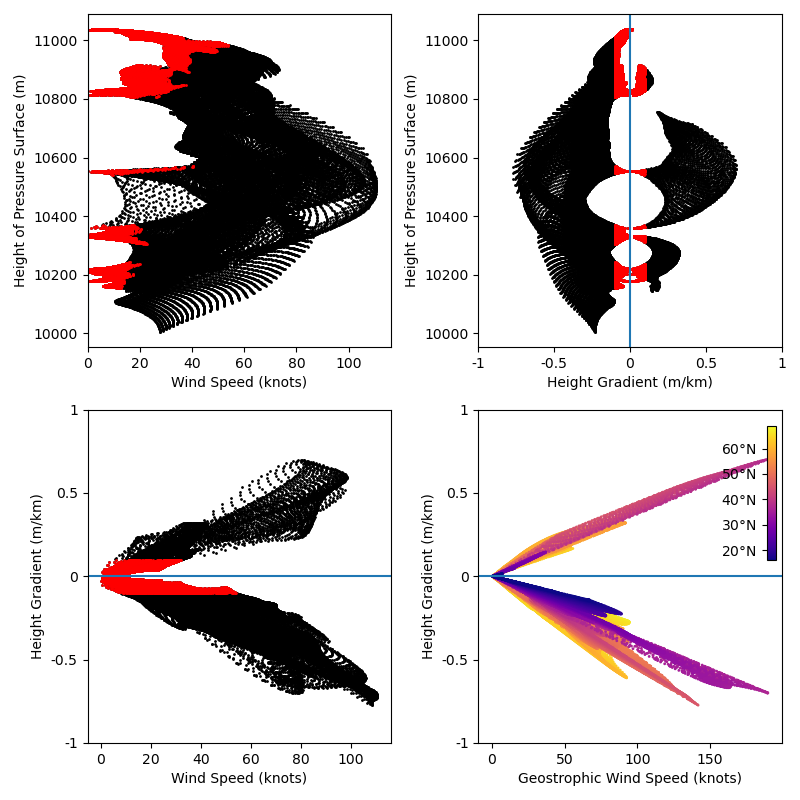 11000
10800
10600
10400
10200
10000
Height of Pressure Surface (m)
0 20 40 60 80 100
Wind Speed (knots)
11000
10800
10600
10400
10200
10000
Height of Pressure Surface (m)
-1 -0.5 0 0.5 1
Height Gradient (m/km)
1
0.5
0
-0.5
-1
Height Gradient (m/km)
0 20 40 60 80 100
Wind Speed (knots)
1
0.5
0
-0.5
-1
Height Gradient (m/km)
60°N
50°N
40°N
30°N
20°N
0 50 100 150
Geostrophic Wind Speed (knots)